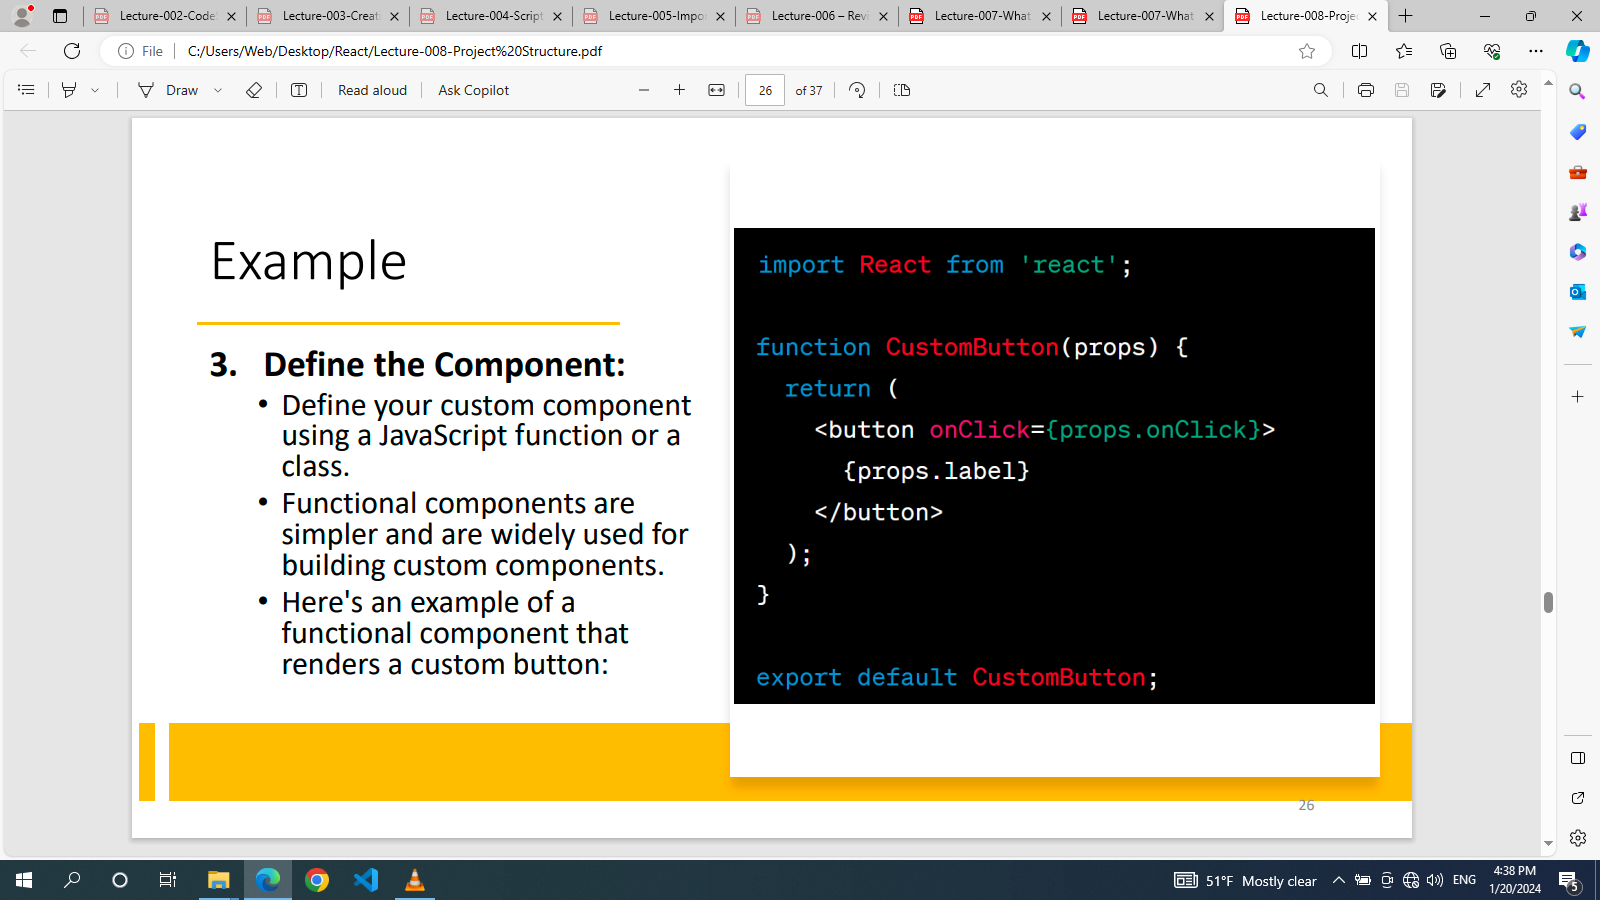 Lecture-002-Code
Lecture-003-Creati
Lecture-004-Script
Lecture-005-Impor
Lecture-006 – Revi
Lecture-007-What
Lecture-007-What
Lecture-008-Projec
File
C:/Users/Web/Desktop/React/Lecture-008-Project%20Structure.pdf
Draw
Read aloud
Ask Copilot
26
of 37
Example
3. Define the Component:
• Define your custom component
using a JavaScript function or a
class.
• Functional components are
simpler and are widely used for
building custom components.
• Here's an example of a
functional component that
renders a custom button:
import React from 'react';
function CustomButton(props) {
return (
<button onClick={props.onClick}>
{props.label}
</button>
);
}
export default CustomButton;
26
51°F Mostly clear
ENG
4:38 PM
1/20/2024
5